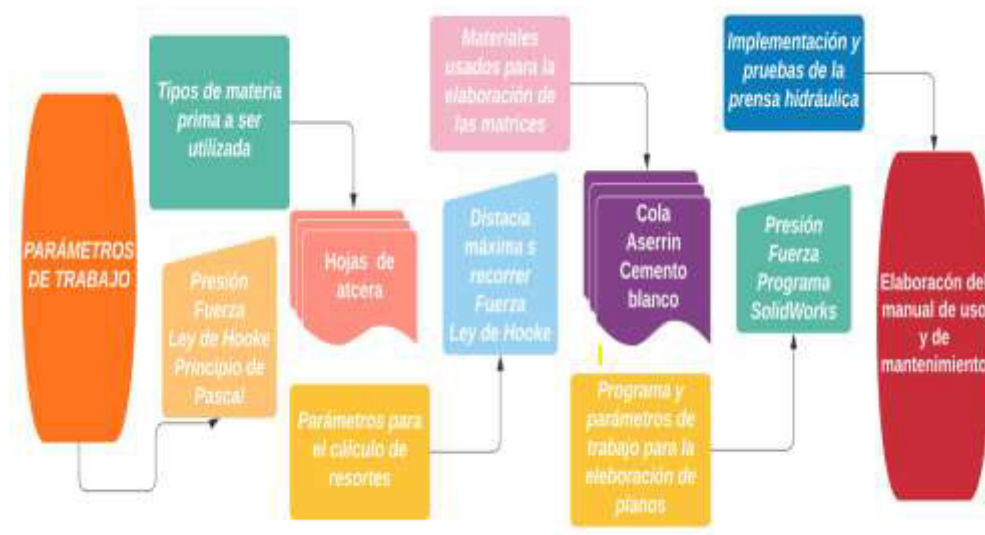 PARÁMETROS
DE TRABAJO
Tipos de materia
prima a ser
utilizada
Presión
Fuerza
Ley de Hooke
Principio de
Pascal
Hojas de
atcera
Parámetros para
el cálculo de
resortes
Materiales
usados para la
elaboración de
las matrices
Distacia
máxima s
recorrer
Fuerza
Ley de Hooke
Cola
Aserrin
Cemento
blanco
Programa y
parámetros de
trabajo para la
eleboración de
planos
Implementación y
pruebas de la
prensa hidráulica
Presión
Fuerza
Programa
SolidWorks
Elaboracón del
manual de uso
y de
mantenimiento